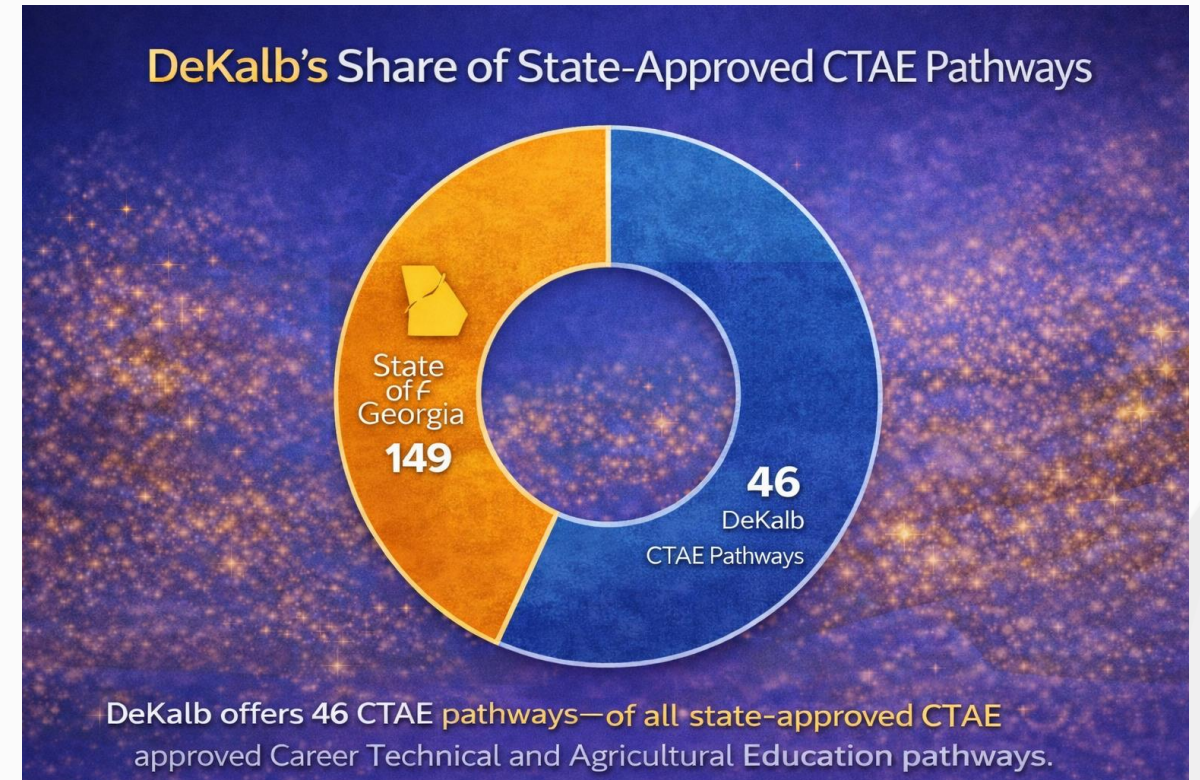 DeKalb's Share of State-Approved CTAE Pathways
State
of f
Georgia
149
46
DeKalb
CTAE Pathways
DeKalb offers 46 CTAE pathways—of all state-approved CTAE
approved Career Technical and Agricultural Education pathways.